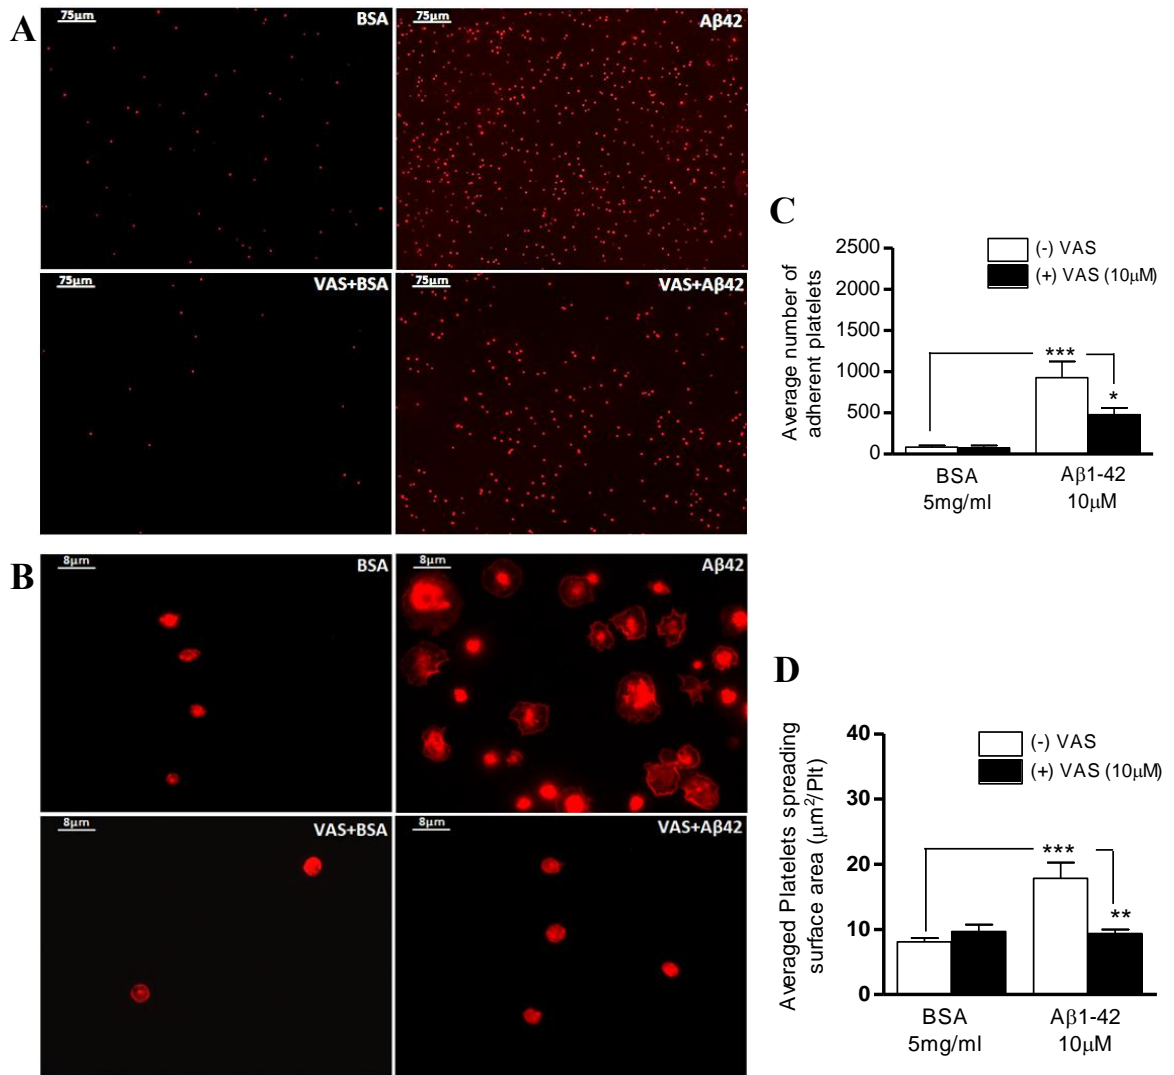 A
75μm
BSA
75μm
Aβ42
75μm
VAS+BSA
75μm
VAS+Aβ42
B
8μm
BSA
8μm
Aβ42
8μm
VAS+BSA
8μm
VAS+Aβ42
C
Average number of
adherent platelets
2500
2000
1500
1000
500
0
(-) VAS
(+) VAS (10μM)
***
*
BSA
5mg/ml
Aβ1-42
10μM
D
Averaged Platelets spreading
surface area (μm²/Plt)
40
30
20
10
0
(-) VAS
(+) VAS (10μM)
***
**
BSA
5mg/ml
Aβ1-42
10μM